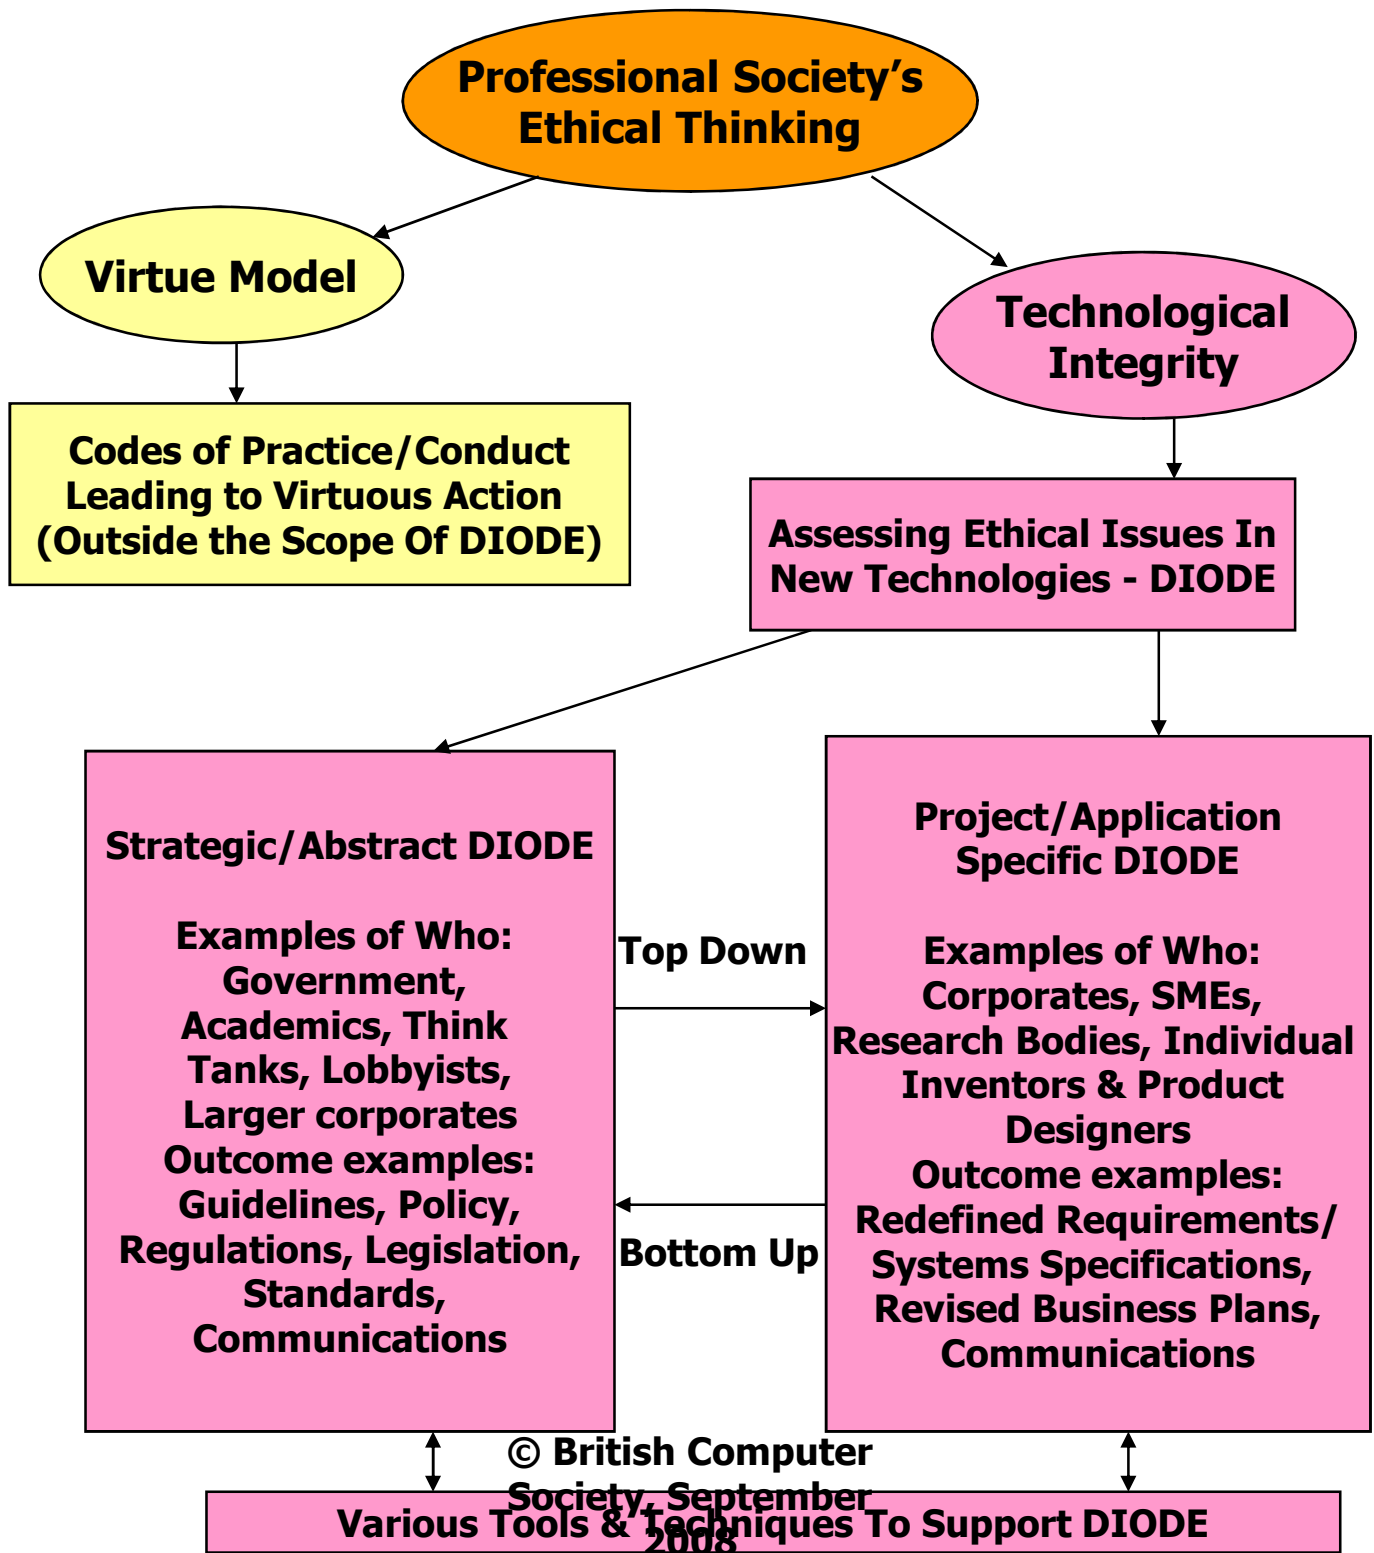 Professional Society’s
Ethical Thinking
Virtue Model
Technological
Integrity
Codes of Practice/Conduct
Leading to Virtuous Action
(Outside the Scope Of DIODE)
Assessing Ethical Issues In
New Technologies - DIODE
Strategic/Abstract DIODE
Examples of Who:
Government,
Academics, Think
Tanks, Lobbyists,
Larger corporates
Outcome examples:
Guidelines, Policy,
Regulations, Legislation,
Standards,
Communications
Top Down
Bottom Up
Project/Application
Specific DIODE
Examples of Who:
Corporates, SMEs,
Research Bodies, Individual
Inventors & Product
Designers
Outcome examples:
Redefined Requirements/
Systems Specifications,
Revised Business Plans,
Communications
© British Computer
Society, September
2008
Various Tools & Techniques To Support DIODE